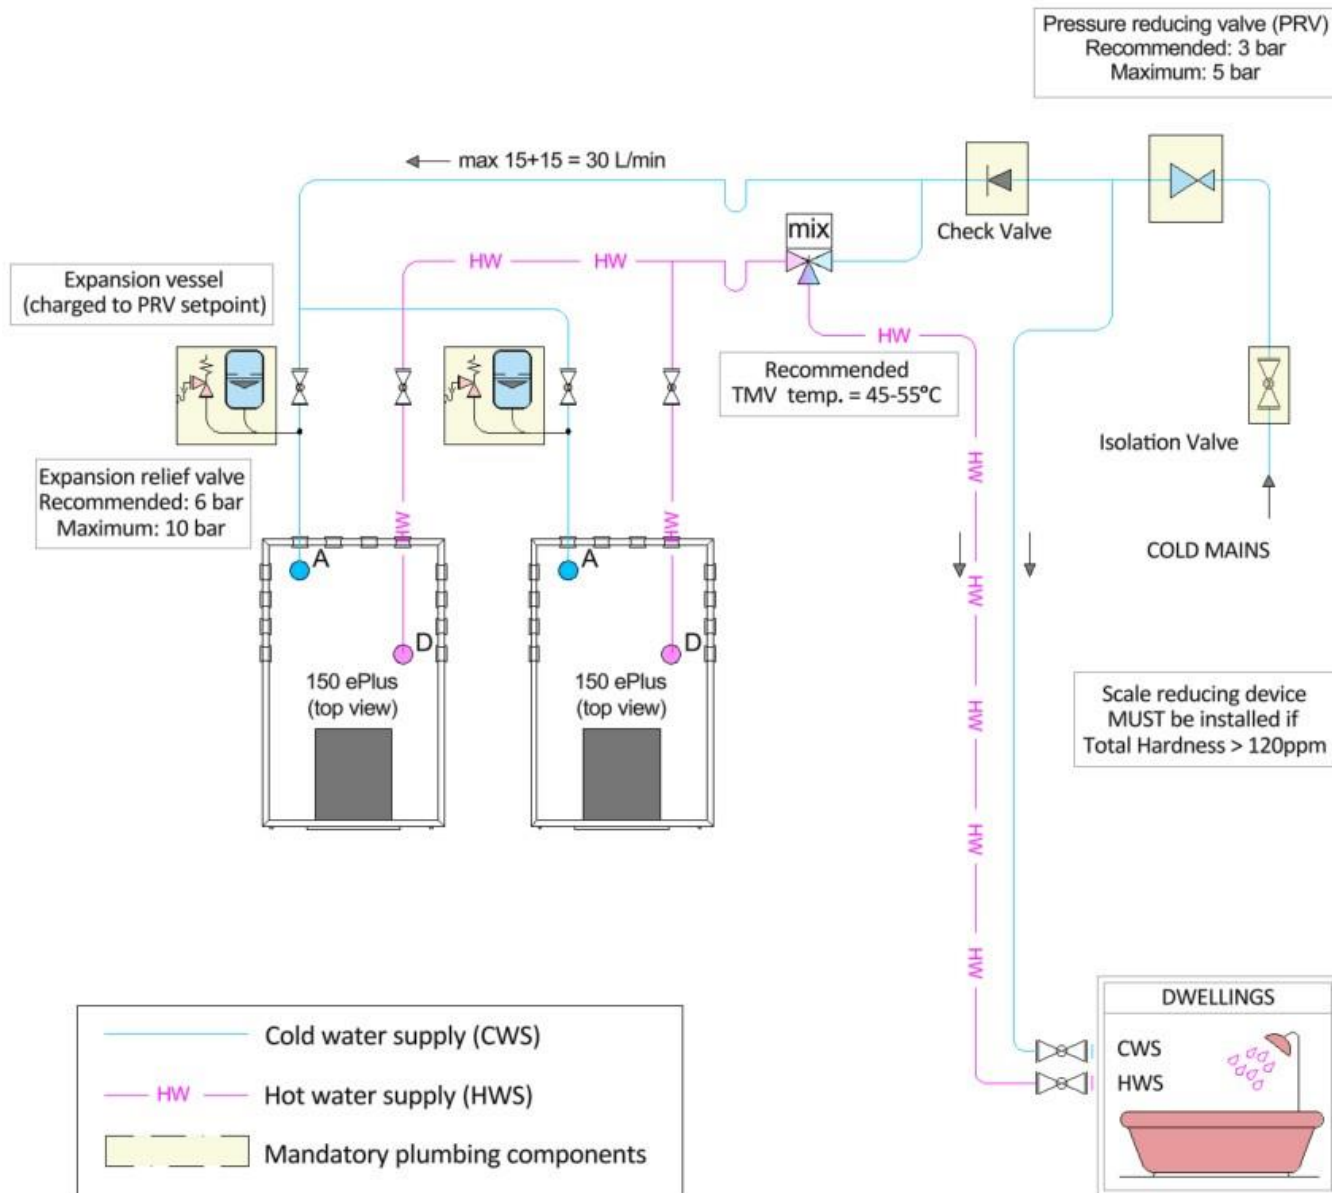 Pressure reducing valve (PRV)
Recommended: 3 bar
Maximum: 5 bar
max 15+15 = 30 L/min
mix
Check Valve
HW
HW
Expansion vessel
(charged to PRV setpoint)
HW
Recommended
TMV temp. = 45-55°C
Isolation Valve
Expansion relief valve
Recommended: 6 bar
Maximum: 10 bar
HW
HW
HW
COLD MAINS
A
A
HW
D
D
150 ePlus
(top view)
150 ePlus
(top view)
Scale reducing device
MUST be installed if
Total Hardness > 120ppm
HW
HW
HW
DWELLINGS
CWS
HWS
Cold water supply (CWS)
HW
Hot water supply (HWS)
Mandatory plumbing components